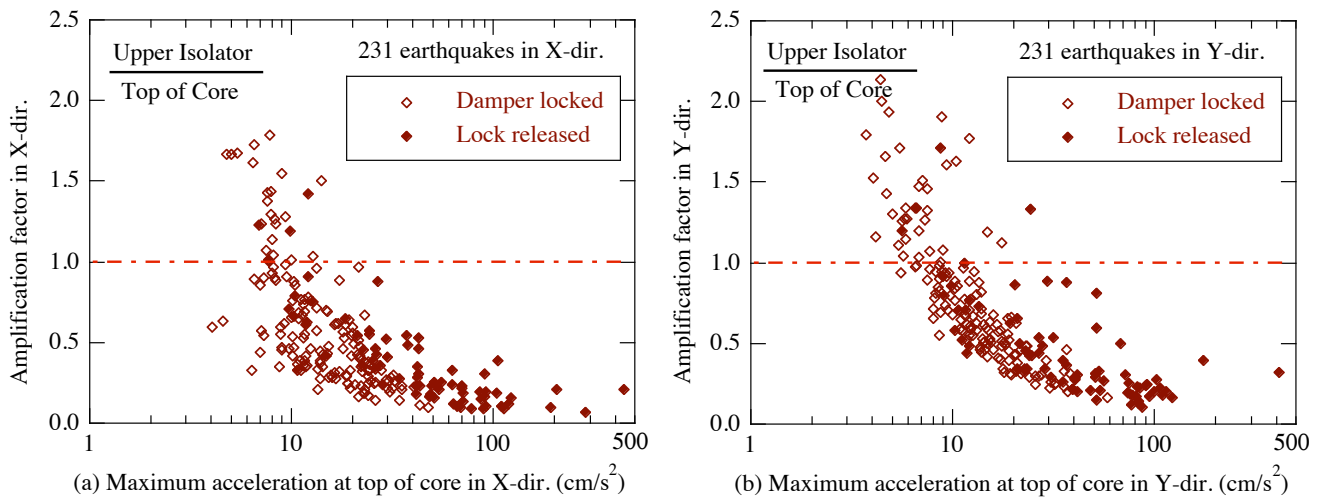 2.5
2.0
1.5
1.0
0.5
0.0
Amplification factor in X-dir.
Upper Isolator
Top of Core
231 earthquakes in X-dir.
Damper locked
Lock released
1
10
100
500
(a) Maximum acceleration at top of core in X-dir. (cm/s²)
2.5
2.0
1.5
1.0
0.5
0.0
Amplification factor in Y-dir.
Upper Isolator
Top of Core
231 earthquakes in Y-dir.
Damper locked
Lock released
1
10
100
500
(b) Maximum acceleration at top of core in Y-dir. (cm/s²)